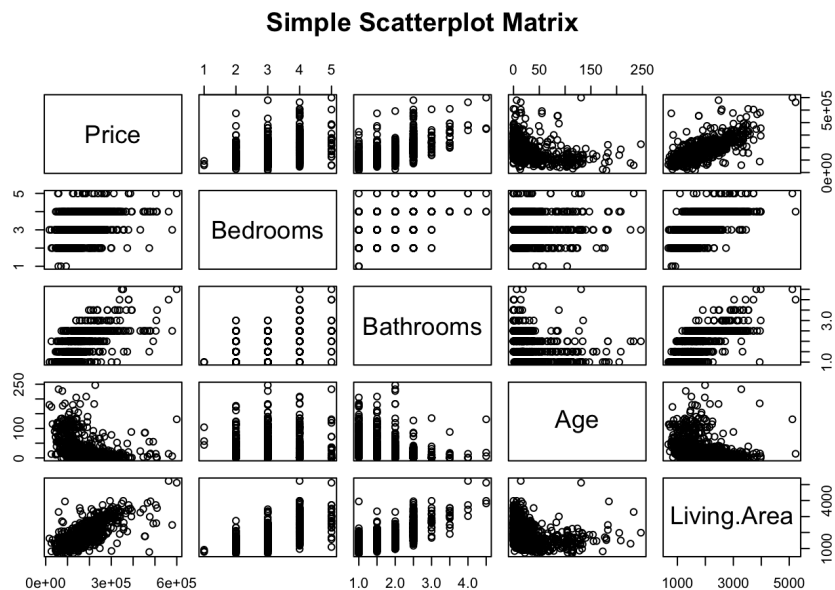 Simple Scatterplot Matrix
1 2 3 4 5
0 50 150 250
Price
0e+00 5e+05
1 3 5
Bedrooms
Bathrooms
1.0 3.0
0 100 250
Age
Living.Area
1000 4000
0e+00 3e+05 6e+05
1.0 2.0 3.0 4.0
1000 3000 5000